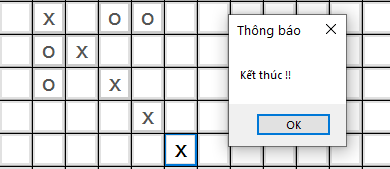 x o o
o x
o x
x
x
Thông báo
Kết thúc !!
OK